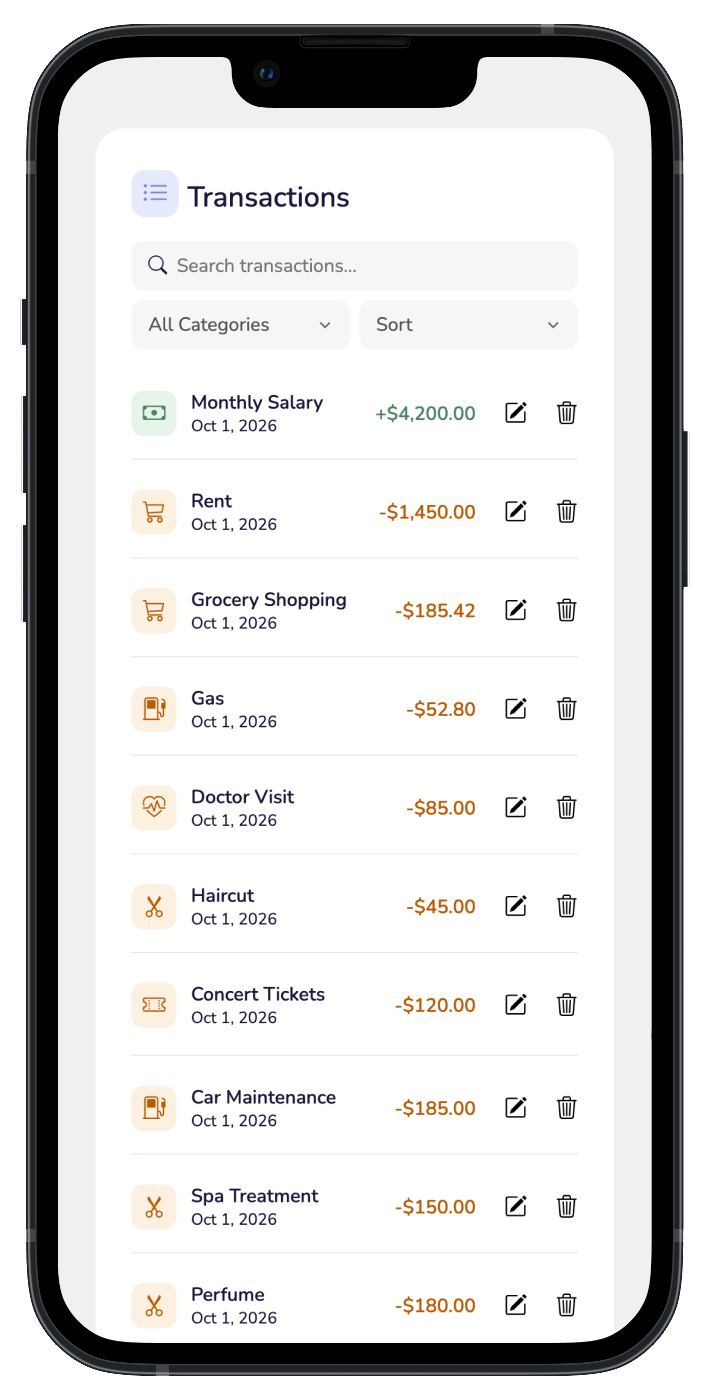 Transactions
Search transactions...
All Categories
Sort
Monthly Salary
Oct 1, 2026
+$4,200.00
Rent
Oct 1, 2026
-$1,450.00
Grocery Shopping
Oct 1, 2026
-$185.42
Gas
Oct 1, 2026
-$52.80
Doctor Visit
Oct 1, 2026
-$85.00
Haircut
Oct 1, 2026
-$45.00
Concert Tickets
Oct 1, 2026
-$120.00
Car Maintenance
Oct 1, 2026
-$185.00
Spa Treatment
Oct 1, 2026
-$150.00
Perfume
Oct 1, 2026
-$180.00